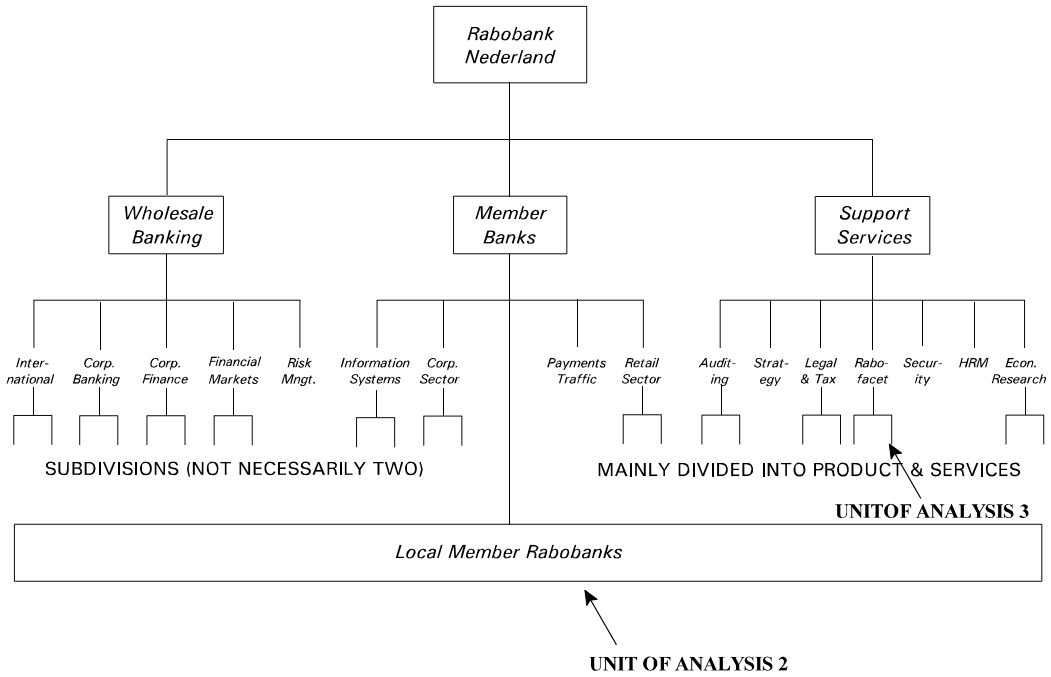 Rabobank
Nederland
Wholesale
Banking
Member
Banks
Support
Services
Inter-
national
Corp.
Banking
Corp.
Finance
Financial
Markets
Risk
Mngt.
Information
Systems
Corp.
Sector
Payments
Traffic
Retail
Sector
Audit-
ing
Strat-
egy
Legal
& Tax
Rabo-
facet
Secur-
ity
HRM
Econ.
Research
SUBDIVISIONS (NOT NECESSARILY TWO)
MAINLY DIVIDED INTO PRODUCT & SERVICES
UNITOF ANALYSIS 3
Local Member Rabobanks
UNIT OF ANALYSIS 2